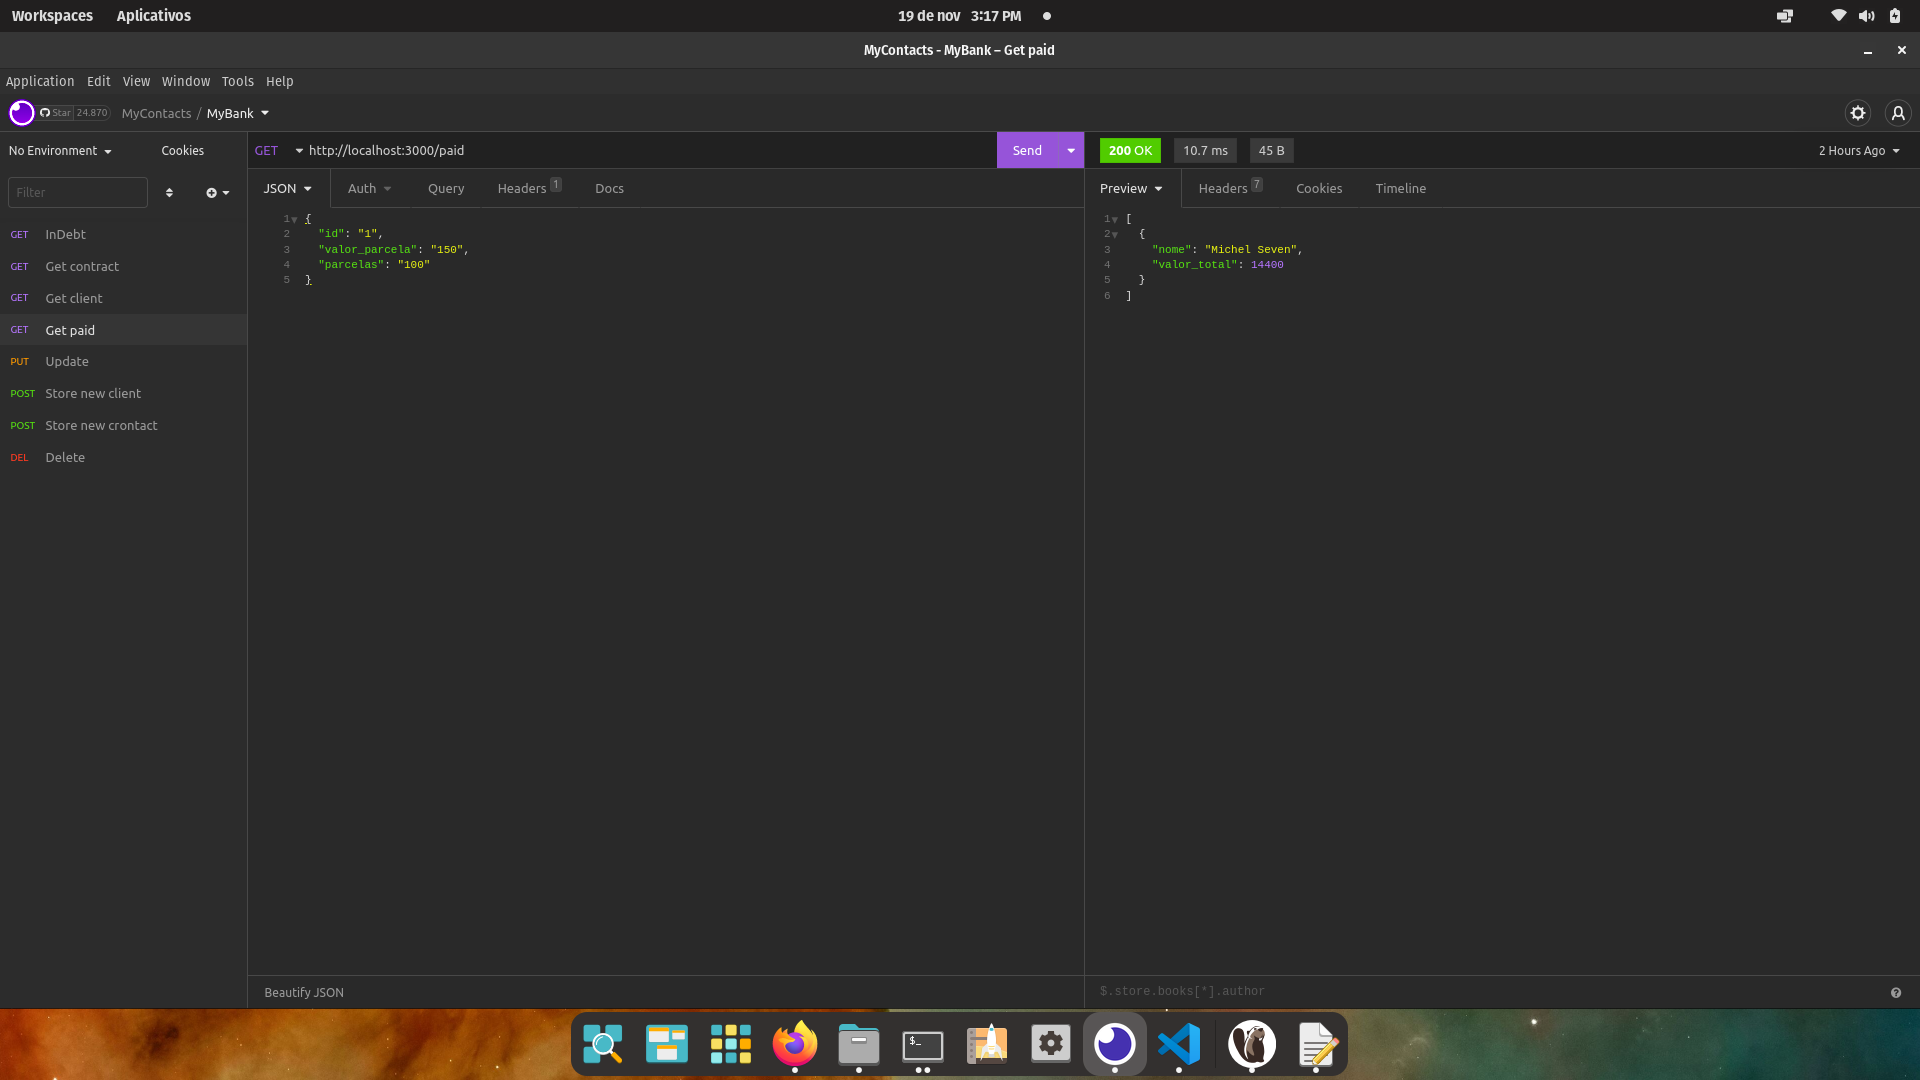 Workspaces Aplicativos 19 de nov 3:17 PM
MyContacts - MyBank – Get paid
Application Edit View Window Tools Help
Star 24.870 MyContacts / MyBank
No Environment Cookies GET http://localhost:3000/paid Send 200 OK 10.7 ms 45 B 2 Hours Ago
Filter JSON Auth Query Headers 1 Docs Preview Headers 7 Cookies Timeline
GET InDebt
GET Get contract
GET Get client
GET Get paid
PUT Update
POST Store new client
POST Store new crontact
DEL Delete
1 {
2 "id": "1",
3 "valor_parcela": "150",
4 "parcelas": "100"
5 }
1 [
2 {
3 "nome": "Michel Seven",
4 "valor_total": 14400
5 }
6 ]
Beautify JSON $.store.books[*].author
$_